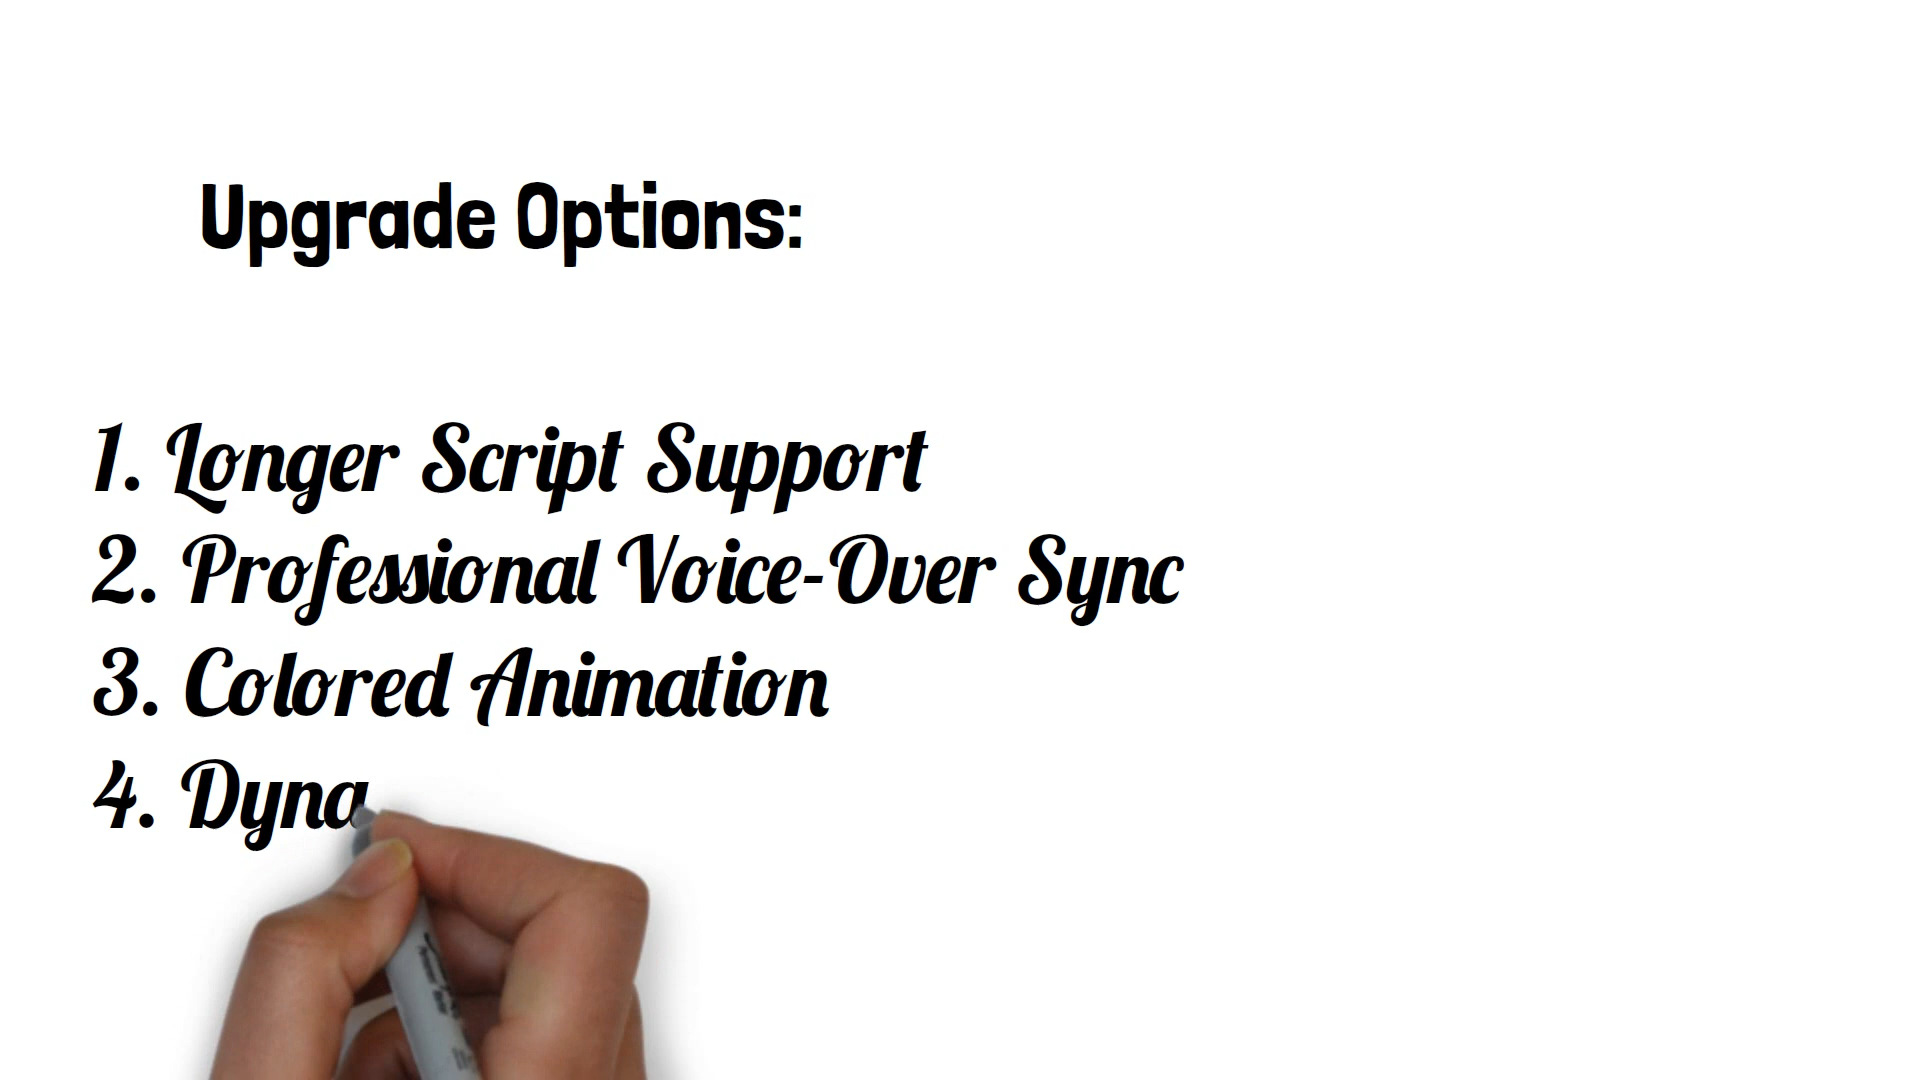 Upgrade Options:
1. Longer Script Support
2. Professional Voice-Over Sync
3. Colored Animation
4. Dyna